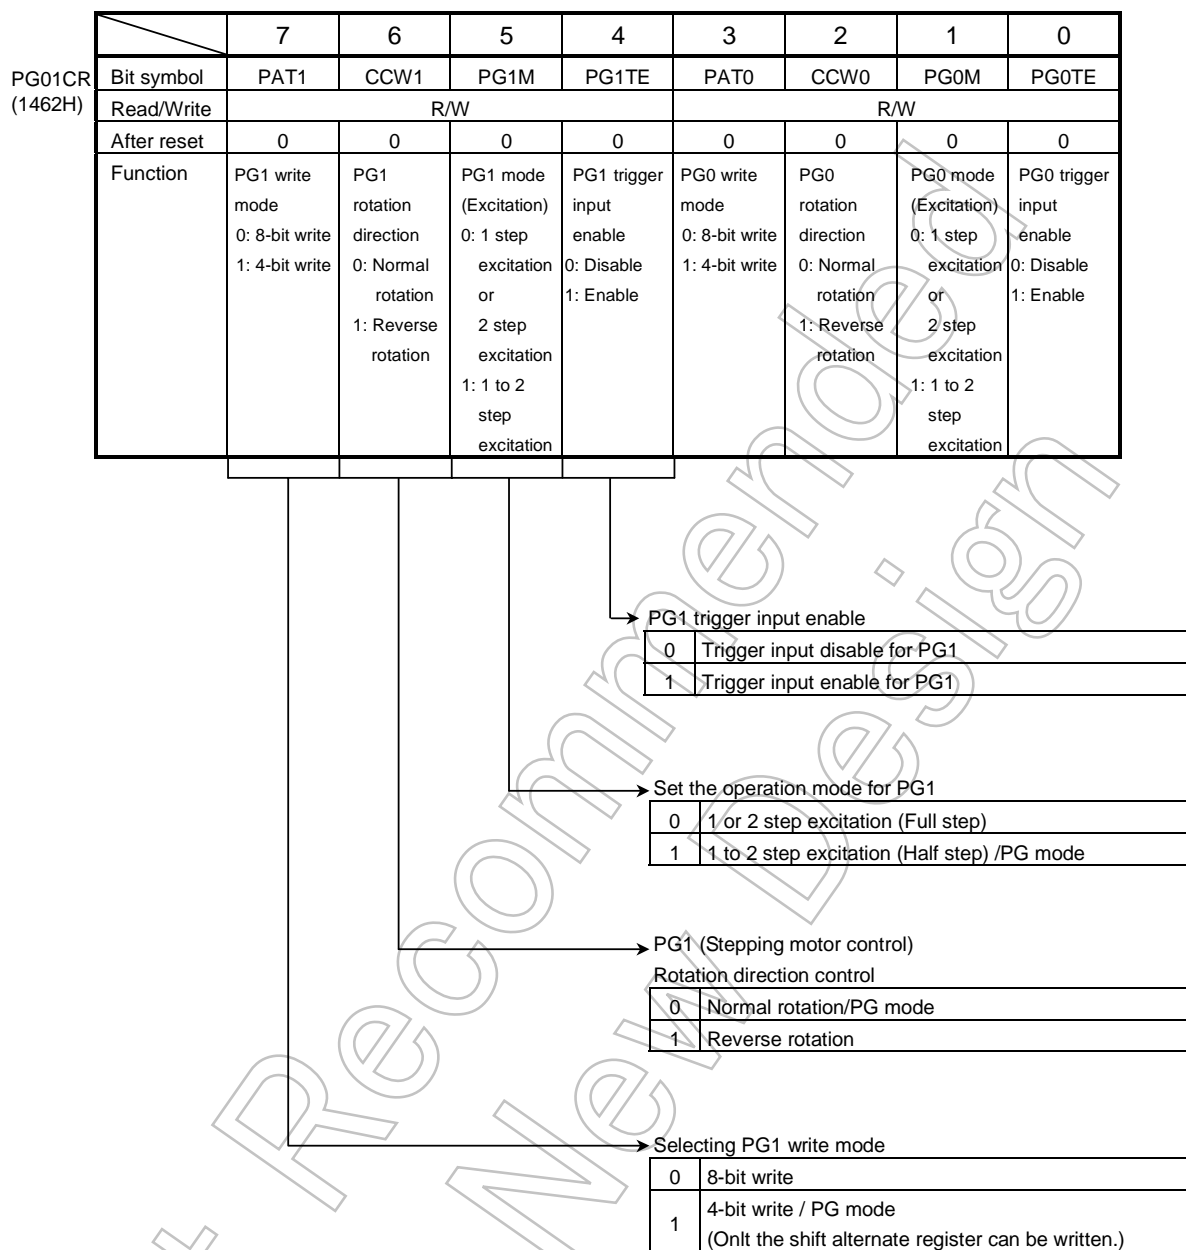 7 6 5 4 3 2 1 0
PG01CR
(1462H)
Bit symbol PAT1 CCW1 PG1M PG1TE PAT0 CCW0 PG0M PG0TE
Read/Write R/W R/W
After reset 0 0 0 0 0 0 0 0
Function
PG1 write
mode
0: 8-bit write
1: 4-bit write
PG1
rotation
direction
0: Normal
rotation
1: Reverse
rotation
PG1 mode
(Excitation)
0: 1 step
excitation
or
2 step
excitation
1: 1 to 2
step
excitation
PG1 trigger
input
enable
0: Disable
1: Enable
PG0 write
mode
0: 8-bit write
1: 4-bit write
PG0
rotation
direction
0: Normal
rotation
1: Reverse
rotation
PG0 mode
(Excitation)
0: 1 step
excitation
or
2 step
excitation
1: 1 to 2
step
excitation
PG0 trigger
input
enable
0: Disable
1: Enable
PG1 trigger input enable
0 Trigger input disable for PG1
1 Trigger input enable for PG1
Set the operation mode for PG1
0 1 or 2 step excitation (Full step)
1 1 to 2 step excitation (Half step) /PG mode
PG1 (Stepping motor control)
Rotation direction control
0 Normal rotation/PG mode
1 Reverse rotation
Selecting PG1 write mode
0 8-bit write
1 4-bit write / PG mode
(Onlt the shift alternate register can be written.)
t Recommended
New Design